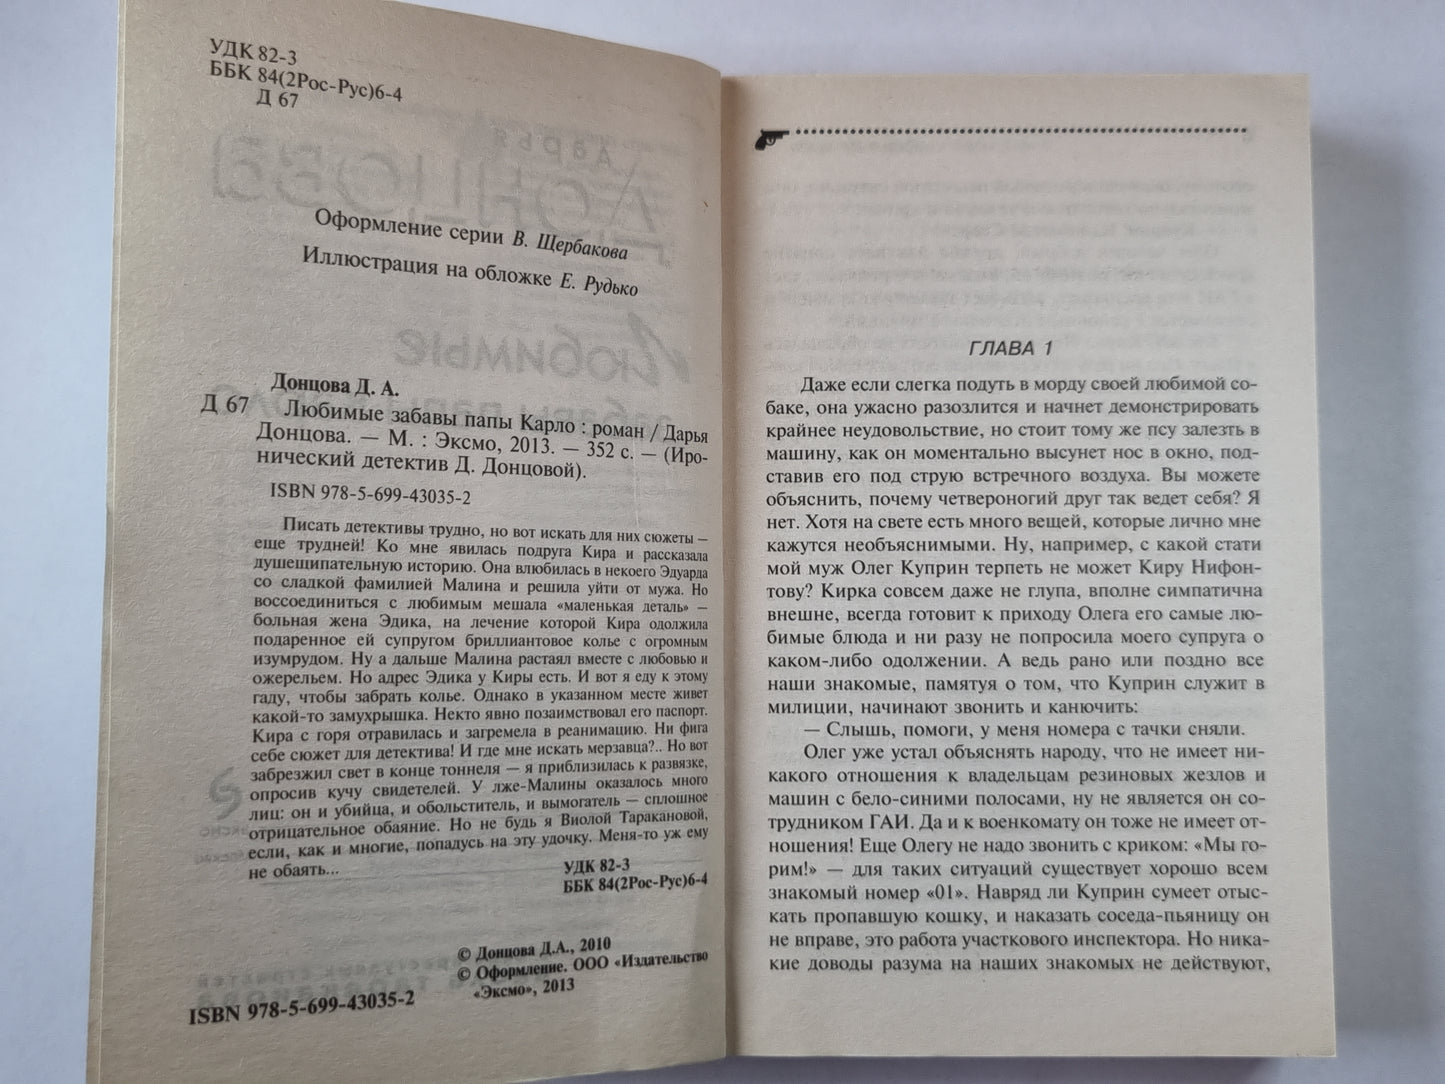 УДК 82-3
ББК 84(2Рос-Рус)6-4
Д 67
Оформление серии В. Щербакова
Иллюстрация на обложке Е. Рудько
Донцова Д. А.
Д 67 Любимые забавы папы Карло : роман / Дарья
Донцова. — М. : Эксмо, 2013. — 352 с. — (Иро-
нический детектив Д. Донцовой).
ISBN 978-5-699-43035-2
Писать детективы трудно, но вот искать для них сюжеты –
еще трудней! Ко мне явилась подруга Кира и рассказала
душещипательную историю. Она влюбилась в некоего Эдуарда
со сладкой фамилией Малина и решила уйти от мужа. Но
воссоединиться с любимым мешала «маленькая деталь» –
больная жена Эдика, на лечение которой Кира одолжила
подаренное ей супругом бриллиантовое колье с огромным
изумрудом. Ну а дальше Малина растаял вместе с любовью и
ожерельем. Но адрес Эдика у Киры есть. И вот я еду к этому
гаду, чтобы забрать колье. Однако в указанном месте живет
какой-то замухрышка. Некто явно позаимствовал его паспорт.
Кира с горя отравилась и загремела в реанимацию. Ни фига
себе сюжет для детектива! И где мне искать мерзавца?.. Но вот
забрезжил свет в конце тоннеля — я приблизилась к развязке,
опросив кучу свидетелей. У лже-Малины оказалось много
лиц: он и убийца, и обольститель, и вымогатель — сплошное
отрицательное обаяние. Но не будь я Виолой Таракановой,
если, как и многие, попадусь на эту удочку. Меня-то уж ему
не обаять...
УДК 82-3
ББК 84(2Рос-Рус)6-4
© Донцова Д.А., 2010
© Оформление. ООО «Издательство
«Эксмо», 2013
ISBN 978-5-699-43035-2
ГЛАВА 1
Даже если слегка подуть в морду своей любимой со-
баке, она ужасно разозлится и начнет демонстрировать
крайнее неудовольствие, но стоит тому же псу залезть в
машину, как он моментально высунет нос в окно, под-
ставив его под струю встречного воздуха. Вы можете
объяснить, почему четвероногий друг так ведет себя? Я
нет. Хотя на свете есть много вещей, которые лично мне
кажутся необъяснимыми. Ну, например, с какой стати
мой муж Олег Куприн терпеть не может Киру Нифон-
тову? Кирка совсем даже не глупа, вполне симпатична
внешне, всегда готовит к приходу Олега его самые лю-
бимые блюда и ни разу не попросила моего супруга о
каком-либо одолжении. А ведь рано или поздно все
наши знакомые, памятуя о том, что Куприн служит в
милиции, начинают звонить и канючить:
— Слышь, помоги, у меня номера с тачки сняли.
Олег уже устал объяснять народу, что не имеет ни-
какого отношения к владельцам резиновых жезлов и
машин с бело-синими полосами, ну не является он со-
трудником ГАИ. Да и к военкомату он тоже не имеет от-
ношения! Еще Олегу не надо звонить с криком: «Мы го-
рим!» — для таких ситуаций существует хорошо всем
знакомый номер «01». Навряд ли Куприн сумеет отыс-
кать пропавшую кошку, и наказать соседа-пьяницу он
не вправе, это работа участкового инспектора. Но ника-
кие доводы разума на наших знакомых не действуют,